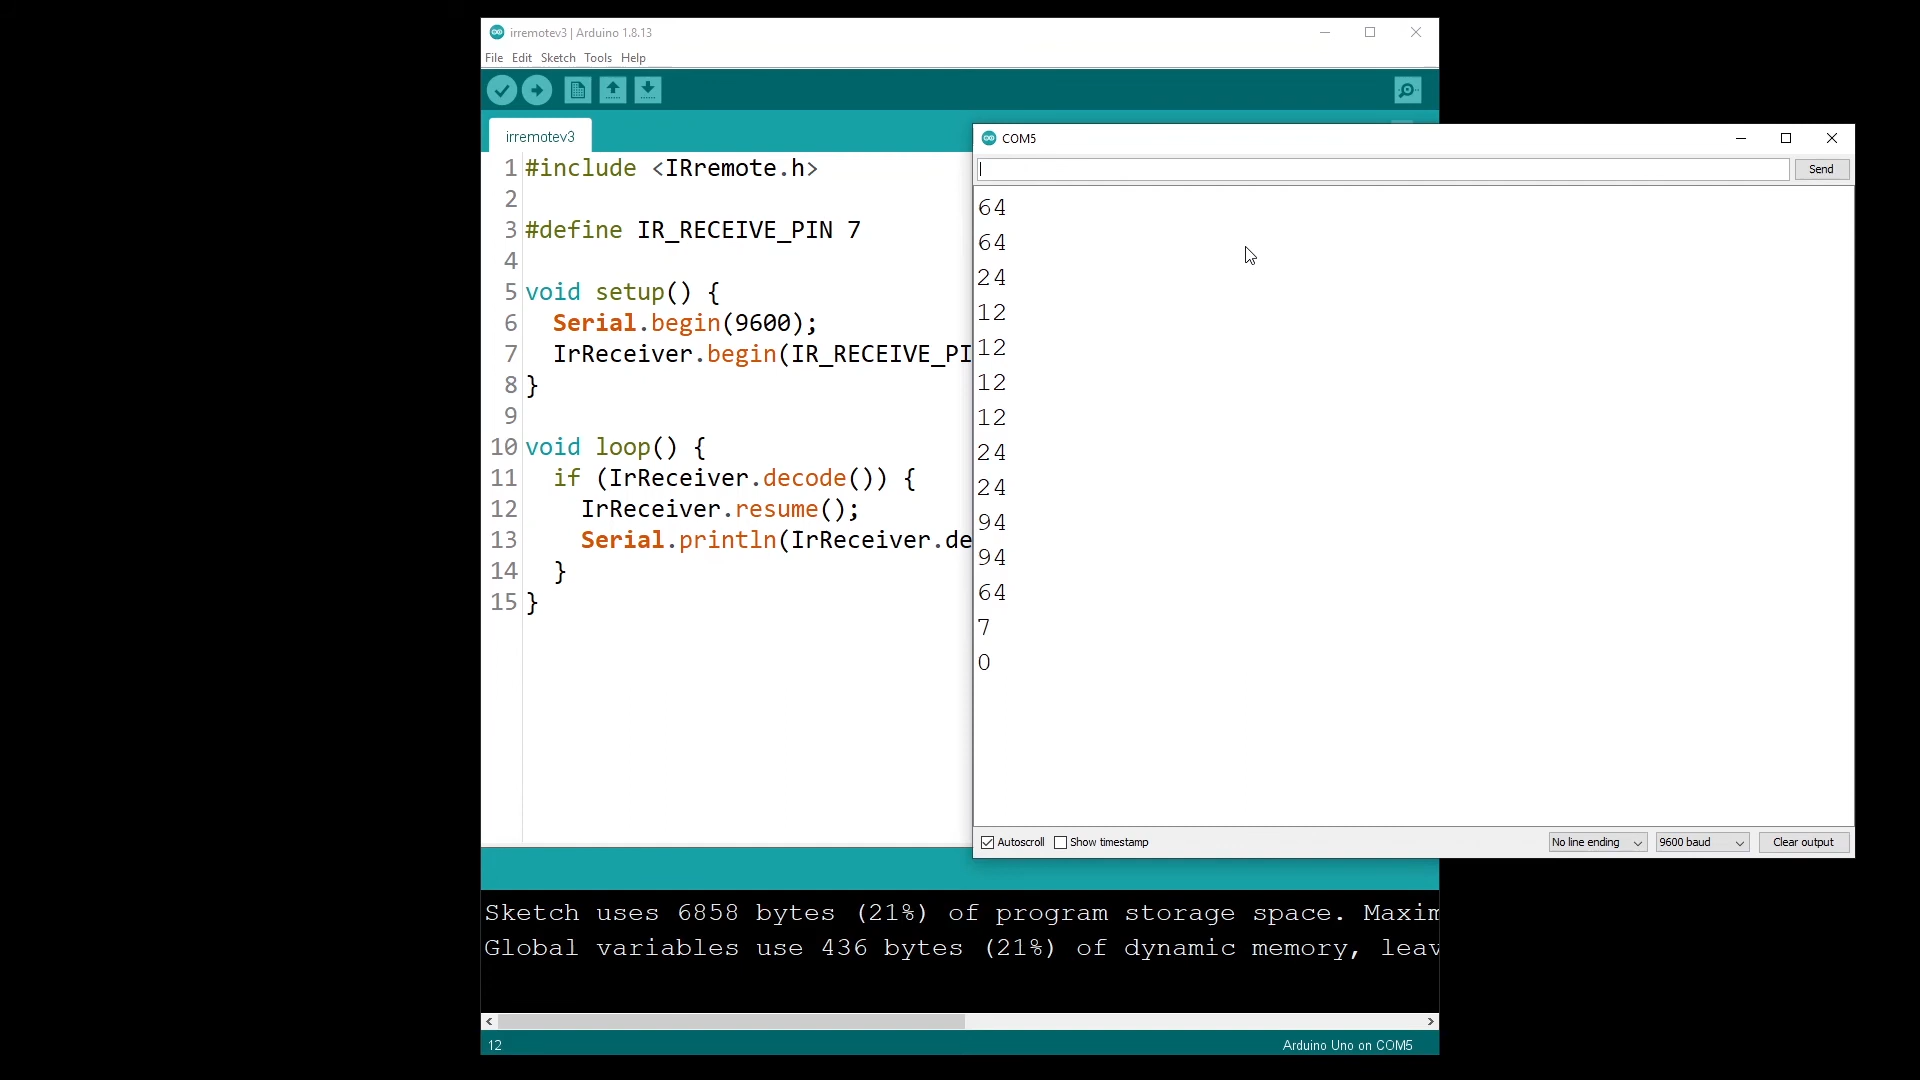 irremotev3 | Arduino 1.8.13
File Edit Sketch Tools Help
irremotev3
1 #include <IRremote.h>
2
3 #define IR_RECEIVE_PIN 7
4
5 void setup() {
6 Serial.begin(9600);
7 IrReceiver.begin(IR_RECEIVE_PI
8 }
9
10 void loop() {
11 if (IrReceiver.decode()) {
12 IrReceiver.resume();
13 Serial.println(IrReceiver.de
14 }
15 }
COM5
Send
64
64
24
12
12
12
12
24
24
94
94
64
7
0
Autoscroll Show timestamp No line ending 9600 baud Clear output
Sketch uses 6858 bytes (21%) of program storage space. Maxim
Global variables use 436 bytes (21%) of dynamic memory, leav
12 Arduino Uno on COM5